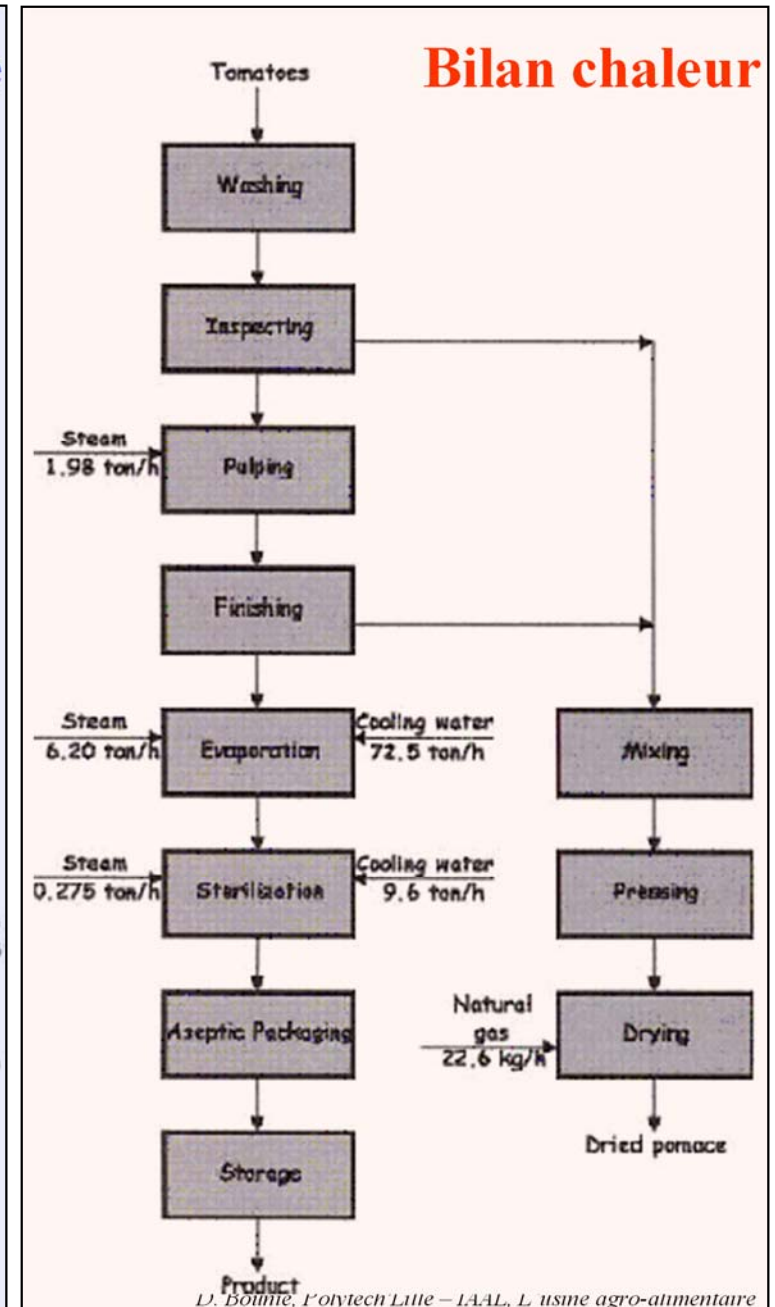 Bilan chaleur
Tomatoes
Washing
Inspecting
Steam
1.98 ton/h
Pulping
Finishing
Steam
6.20 ton/h
Evaporation
Cooling water
72.5 ton/h
Mixing
Steam
0.275 ton/h
Sterilization
Cooling water
9.6 ton/h
Pressing
Aseptic Packaging
Natural
gas
22.6 kg/h
Drying
Dried pomace
Storage
Product
D. Bounie, Polytech'Lille – IAAL, L'usine agro-alimentaire